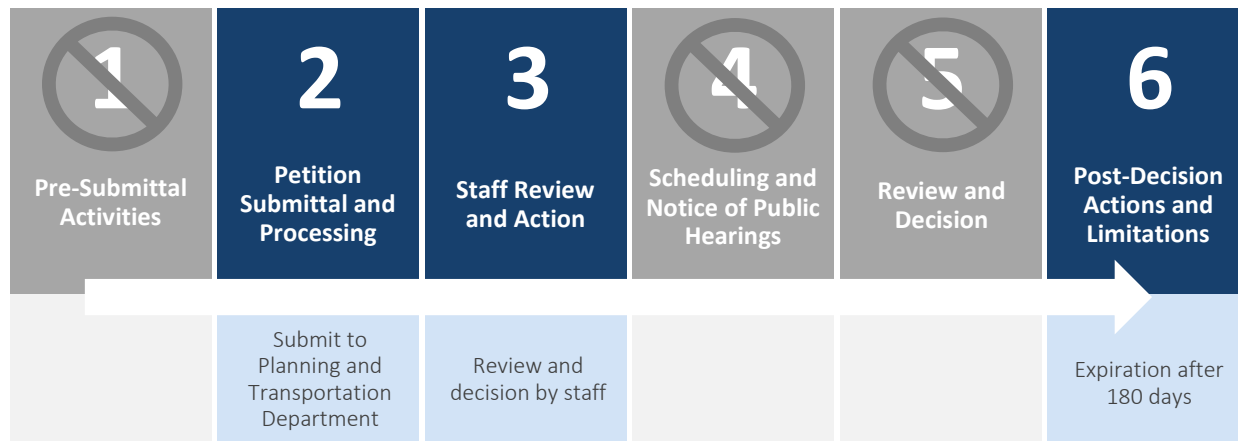 1
Pre-Submittal
Activities
2
Petition
Submittal and
Processing
3
Staff Review
and Action
4
Scheduling and
Notice of Public
Hearings
5
Review and
Decision
6
Post-Decision
Actions and
Limitations
Submit to
Planning and
Transportation
Department
Review and
decision by staff
Expiration after
180 days